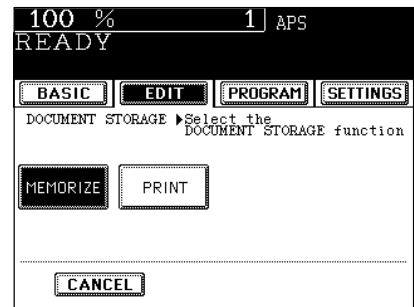 100 % 1 APS
READY
BASIC EDIT PROGRAM SETTINGS
DOCUMENT STORAGE ▶Select the
DOCUMENT STORAGE function
MEMORIZE PRINT
CANCEL